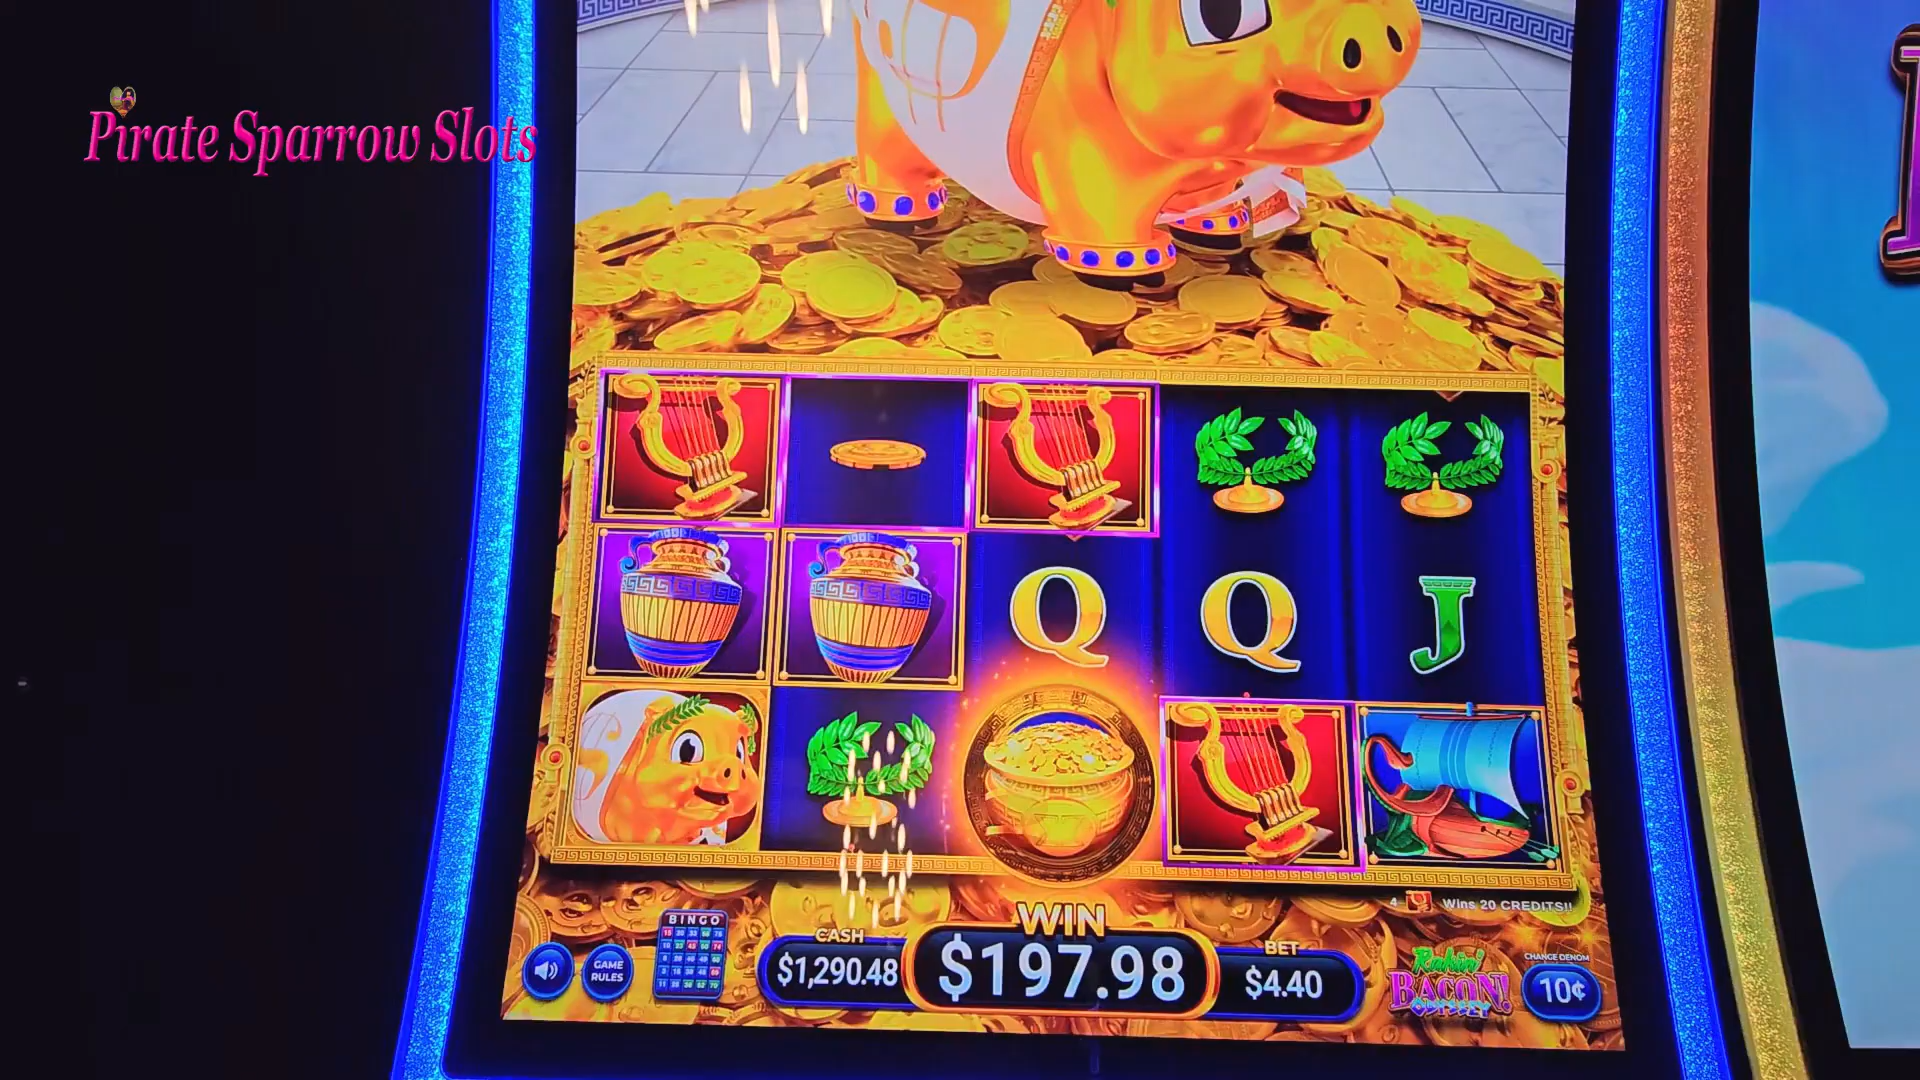 Pirate Sparrow Slots
Q
Q
J
4 Wins 20 CREDITS!!
WIN
$197.98
CASH
$1,290.48
BET
$4.40
GAME
RULES
BINGO
Rakin'
BACON!
ODYSSEY
CHANGE DENOM
10¢